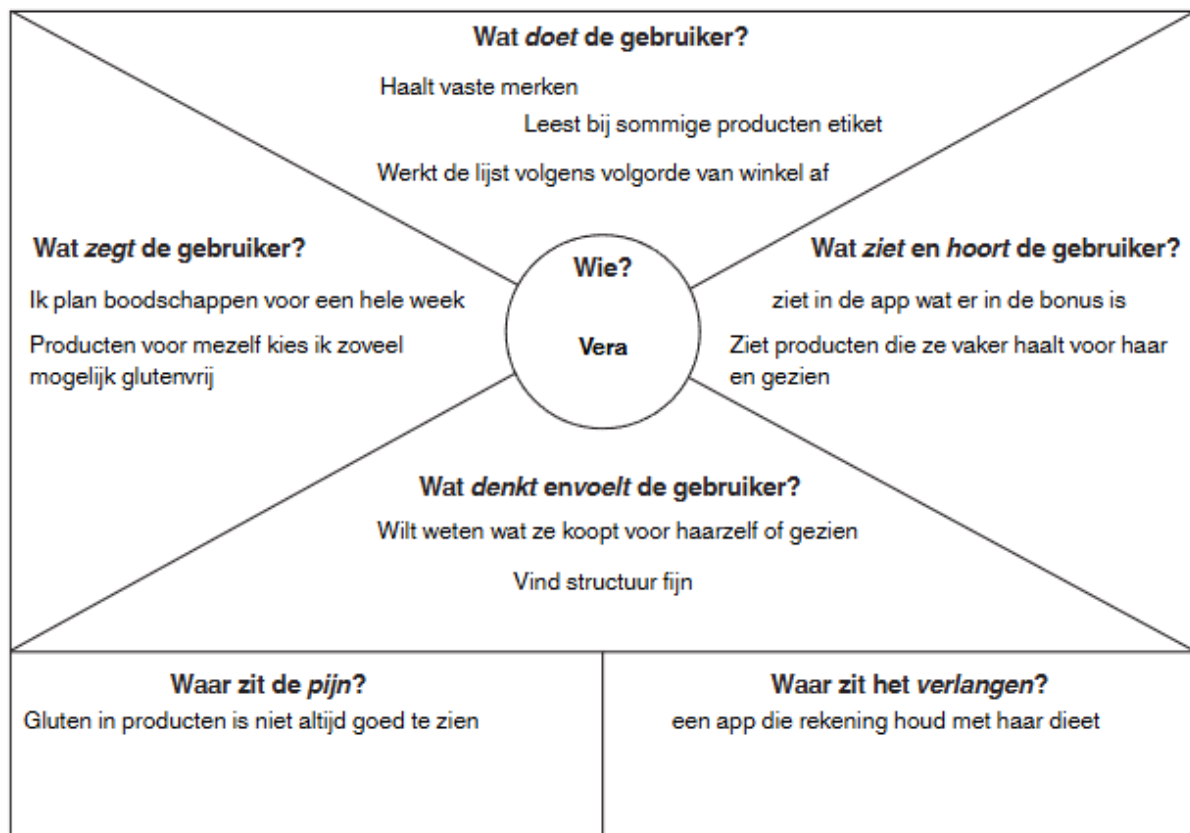 Wat doet de gebruiker?
Haalt vaste merken
Leest bij sommige producten etiket
Werkt de lijst volgens volgorde van winkel af
Wat zegt de gebruiker?
Ik plan boodschappen voor een hele week
Producten voor mezelf kies ik zoveel
mogelijk glutenvrij
Wie?
Vera
Wat ziet en hoort de gebruiker?
ziet in de app wat er in de bonus is
Ziet producten die ze vaker haalt voor haar
en gezien
Wat denkt envoelt de gebruiker?
Wilt weten wat ze koopt voor haarzelf of gezien
Vind structuur fijn
Waar zit de pijn?
Gluten in producten is niet altijd goed te zien
Waar zit het verlangen?
een app die rekening houd met haar dieet